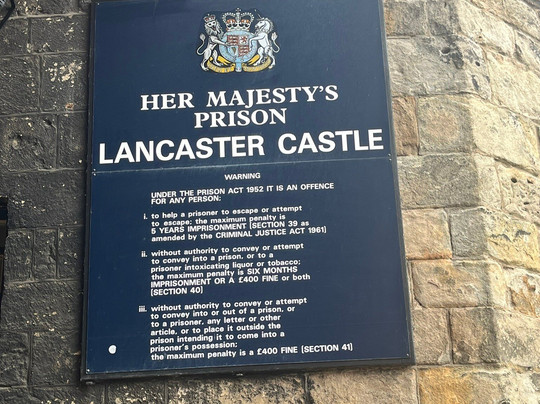 HER MAJESTY'S
PRISON
LANCASTER CASTLE
WARNING
UNDER THE PRISON ACT 1952 IT IS AN OFFENCE
FOR ANY PERSON:
i. to help a prisoner to escape or attempt
to escape: the maximum penalty is
5 YEARS IMPRISONMENT (SECTION 39 as
amended by the CRIMINAL JUSTICE ACT 1961)
ii. without authority to convey or attempt
to convey into a prison, or to a
prisoner intoxicating liquor or tobacco:
the maximum penalty is SIX MONTHS
IMPRISONMENT OR A £400 FINE or both
(SECTION 40)
iii. without authority to convey or attempt
to convey into or out of a prison, or
to a prisoner, any letter or other
article, or to place it outside the
prison intending it to come into a
prisoner's possession:
the maximum penalty is a £400 FINE (SECTION 41)